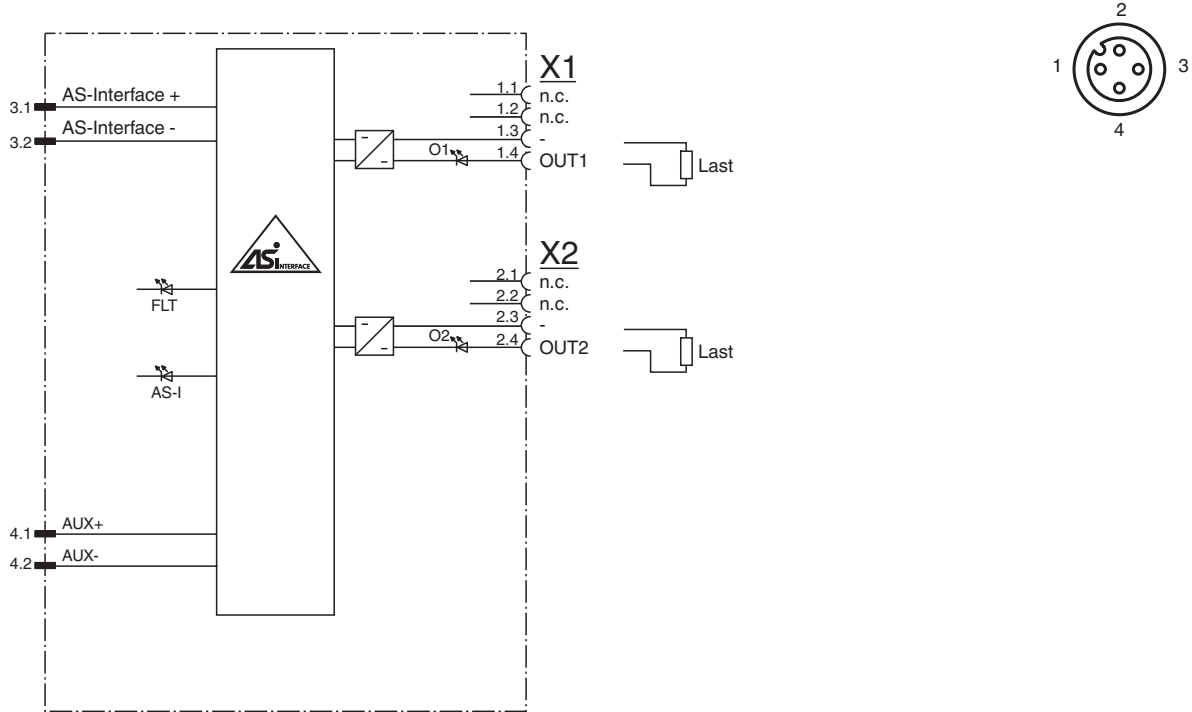 X1
3.1 AS-Interface +
3.2 AS-Interface -
1.1 n.c.
1.2 n.c.
1.3 -
O1 1.4 OUT1
Last
ASi INTERFACE
X2
2.1 n.c.
2.2 n.c.
2.3 -
O2 2.4 OUT2
Last
FLT
AS-I
4.1 AUX+
4.2 AUX-
2
1 3
4